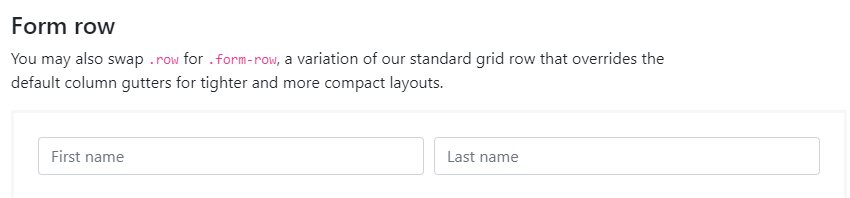 Form row
You may also swap .row for .form-row, a variation of our standard grid row that overrides the
default column gutters for tighter and more compact layouts.
First name Last name